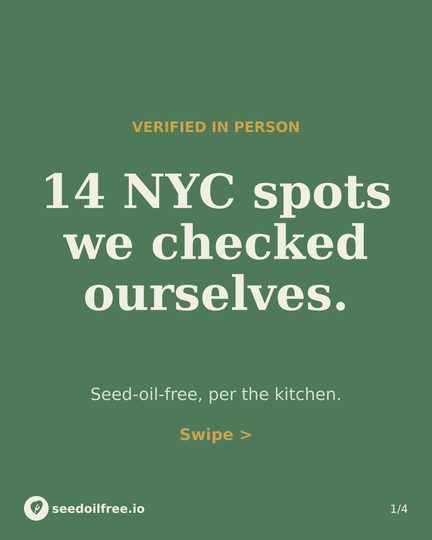 VERIFIED IN PERSON
14 NYC spots
we checked
ourselves.
Seed-oil-free, per the kitchen.
Swipe >
seedoilfree.io
1/4